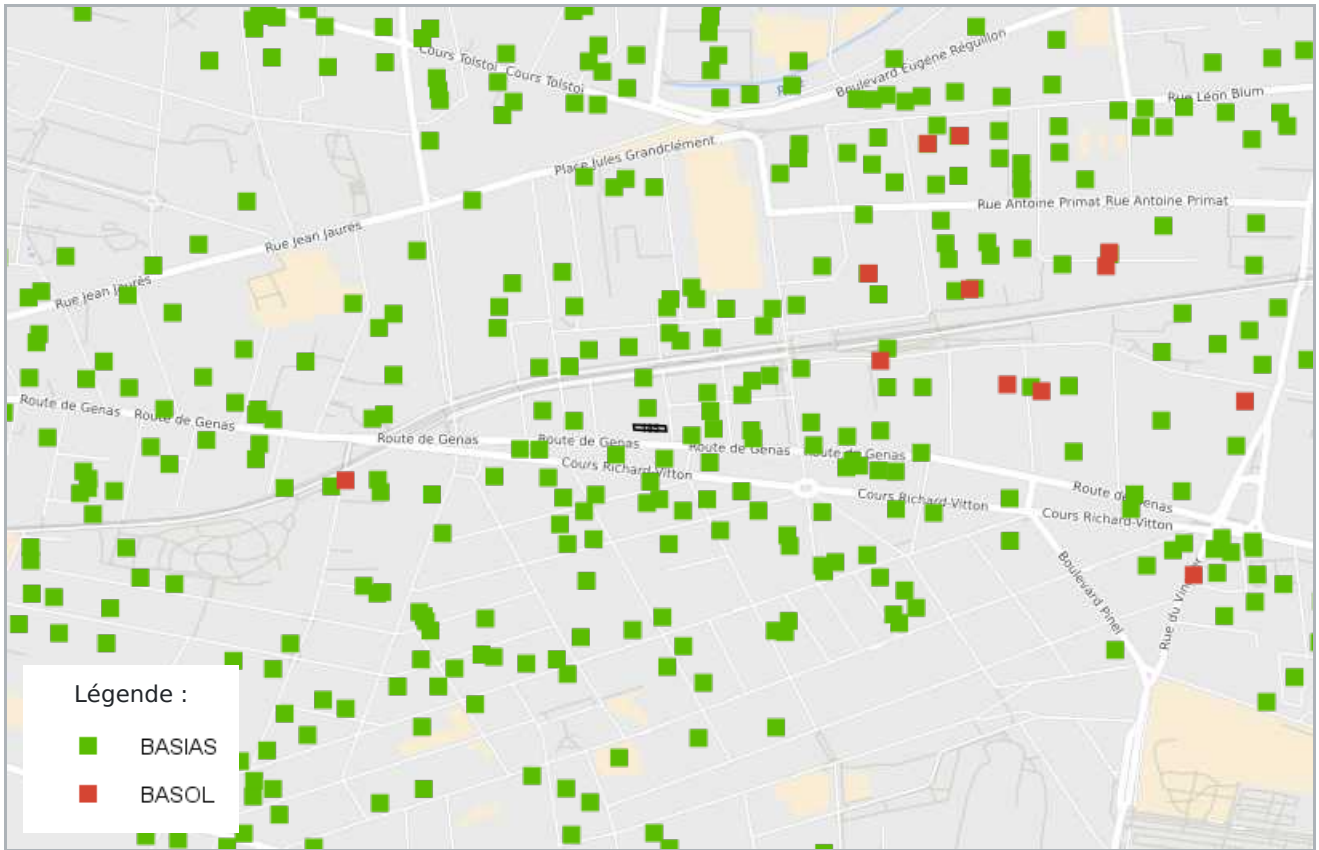 Cours Tolstoï Cours Tolstoï
Boulevard Eugène Réguillon
Rue Léon Blum
Place Jules Grandclément
Rue Antoine Primat Rue Antoine Primat
Rue Jean Jaurès
Rue Jean Jaurès
Route de Genas Route de Genas
Route de Genas Route de Genas Route de Genas Route de Genas
Cours Richard-Vitton
Cours Richard-Vitton
Route de Genas
Cours Richard-Vitton
Boulevard Pinel
Rue du Vinatier
Légende :
BASIAS
BASOL